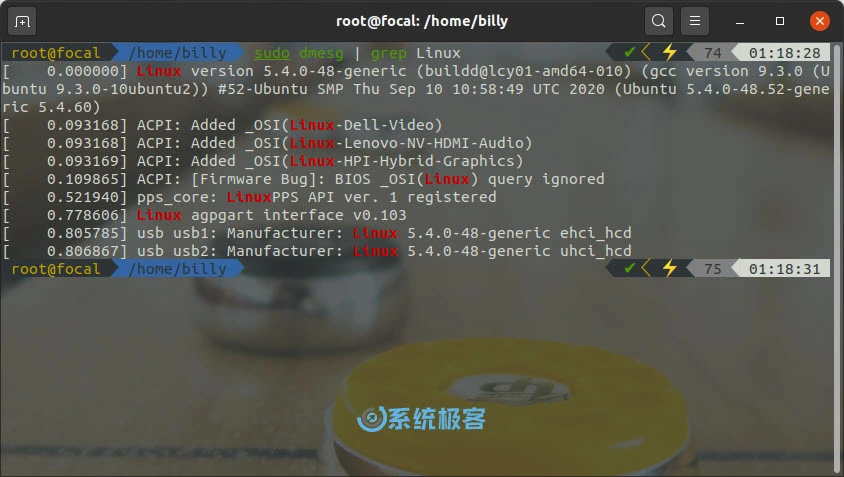 root@focal: /home/billy
root@focal /home/billy sudo dmesg | grep Linux ✔ ⚡ 74 01:18:28
[    0.000000] Linux version 5.4.0-48-generic (buildd@lcy01-amd64-010) (gcc version 9.3.0 (U
buntu 9.3.0-10ubuntu2)) #52-Ubuntu SMP Thu Sep 10 10:58:49 UTC 2020 (Ubuntu 5.4.0-48.52-gene
ric 5.4.60)
[    0.093168] ACPI: Added _OSI(Linux-Dell-Video)
[    0.093168] ACPI: Added _OSI(Linux-Lenovo-NV-HDMI-Audio)
[    0.093169] ACPI: Added _OSI(Linux-HPI-Hybrid-Graphics)
[    0.109865] ACPI: [Firmware Bug]: BIOS _OSI(Linux) query ignored
[    0.521940] pps_core: LinuxPPS API ver. 1 registered
[    0.778606] Linux agpgart interface v0.103
[    0.805785] usb usb1: Manufacturer: Linux 5.4.0-48-generic ehci_hcd
[    0.806867] usb usb2: Manufacturer: Linux 5.4.0-48-generic uhci_hcd
root@focal /home/billy ✔ ⚡ 75 01:18:31
系统极客